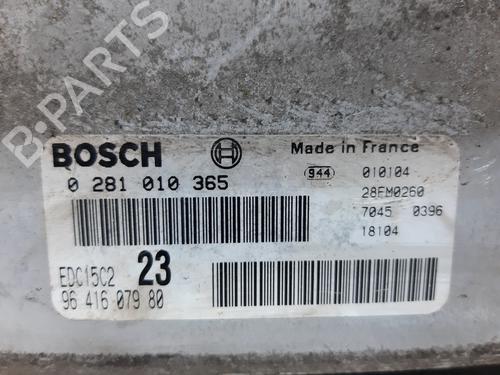 B-PARTS
BOSCH
Made in France
0 281 010 365
944 010104
28FM0260
7045 0396
18104
EDC15C2 23
96 416 079 80